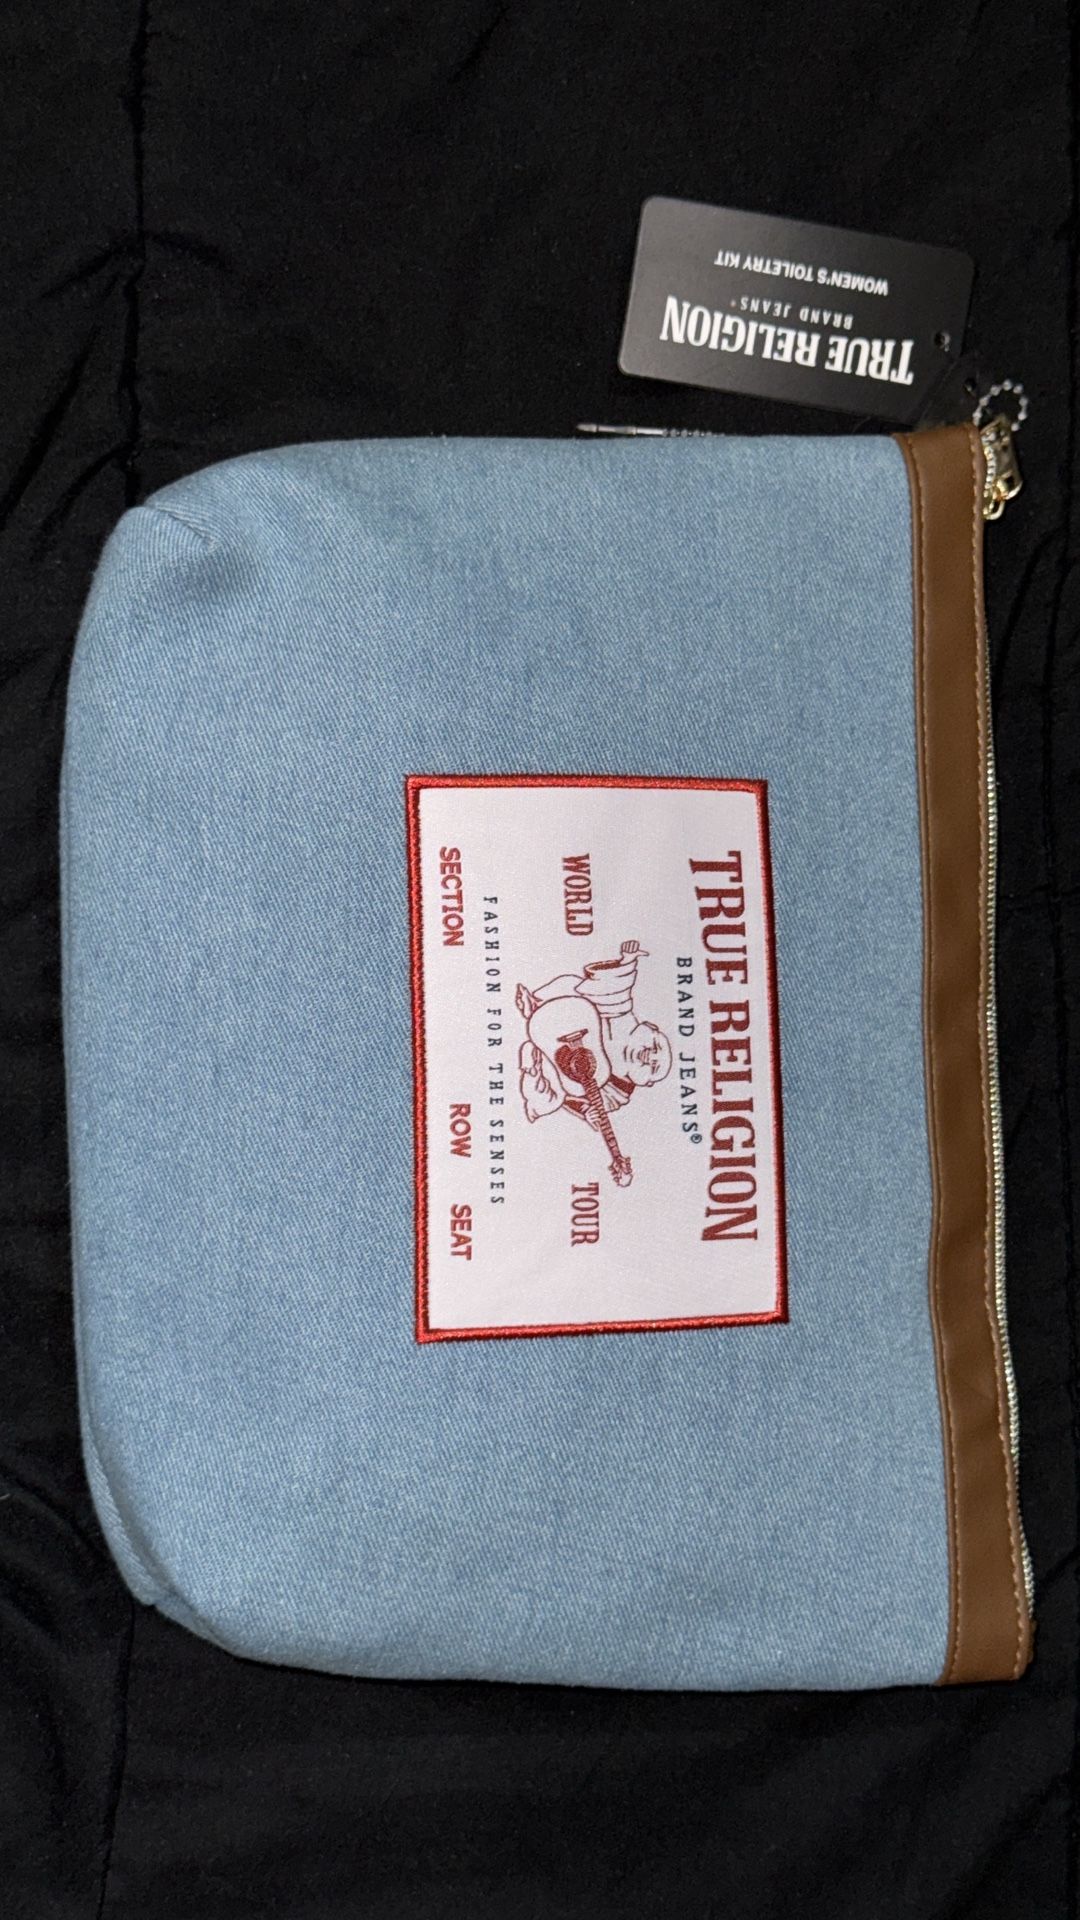 TRUE RELIGION
BRAND JEANS®
WORLD TOUR
FASHION FOR THE SENSES
SECTION ROW SEAT
TRUE RELIGION
BRAND JEANS®
WOMEN'S TOILETRY KIT